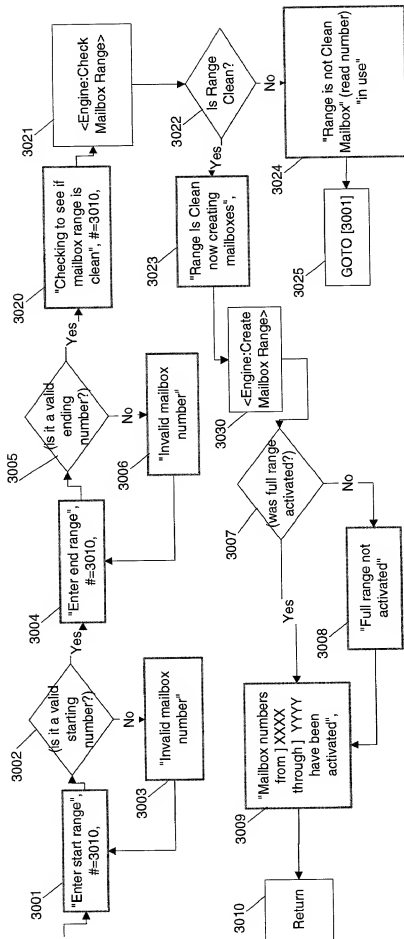 3001
"Enter start range",
#=3010,
3002
(is it a valid
starting
number?)
Yes
No
3003
"Invalid mailbox
number"
3004
"Enter end range",
#=3010,
3005
(is it a valid
ending
number?)
Yes
No
3006
"Invalid mailbox
number"
3020
"Checking to see if
mailbox range is
clean", #=3010,
3021
<Engine:Check
Mailbox Range>
3022
Is Range
Clean?
Yes
No
3023
"Range Is Clean
now creating
mailboxes",
3024
"Range is not Clean
Mailbox" (read number)
"in use"
3025
GOTO [3001]
3030
<Engine:Create
Mailbox Range>
3007
(was full range
activated?)
Yes
No
3008
"Full range not
activated"
3009
"Mailbox numbers
from ] XXXX
through ] YYYY
have been
activated",
3010
Return